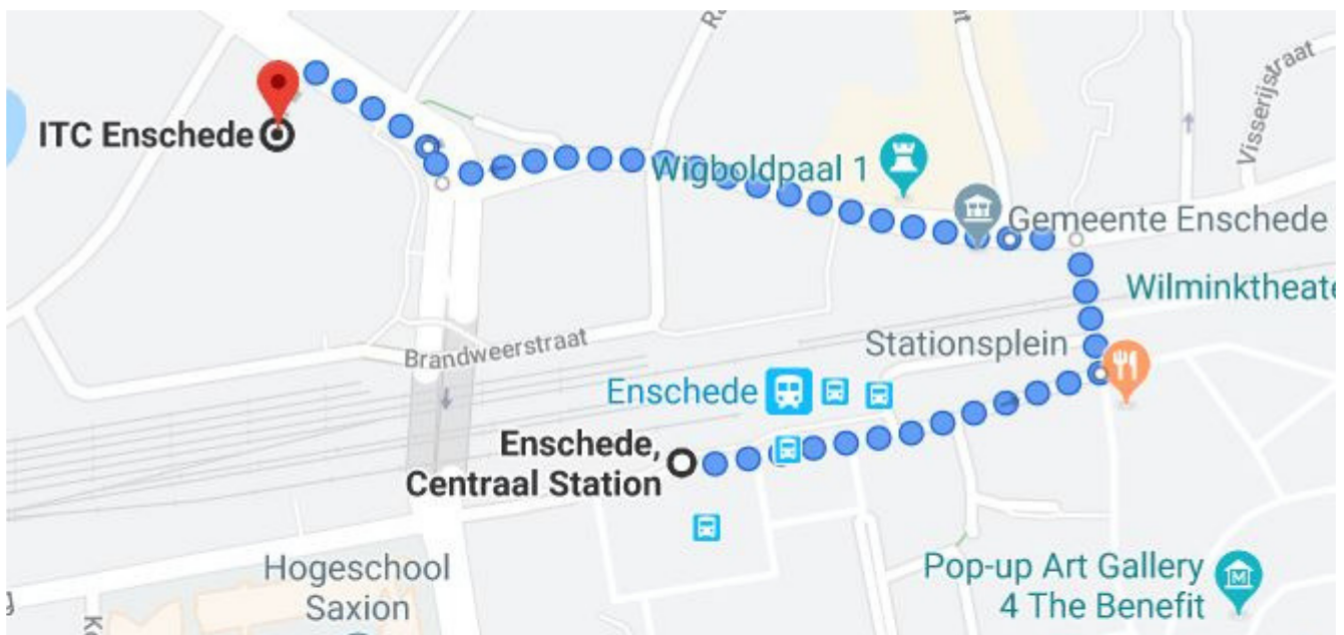 Visserijstraat
ITC Enschede
Wigboldpaal 1
Gemeente Enschede
Wilminktheate
Brandweerstraat
Stationsplein
Enschede
Enschede,
Centraal Station
Hogeschool
Saxion
Pop-up Art Gallery
4 The Benefit
M